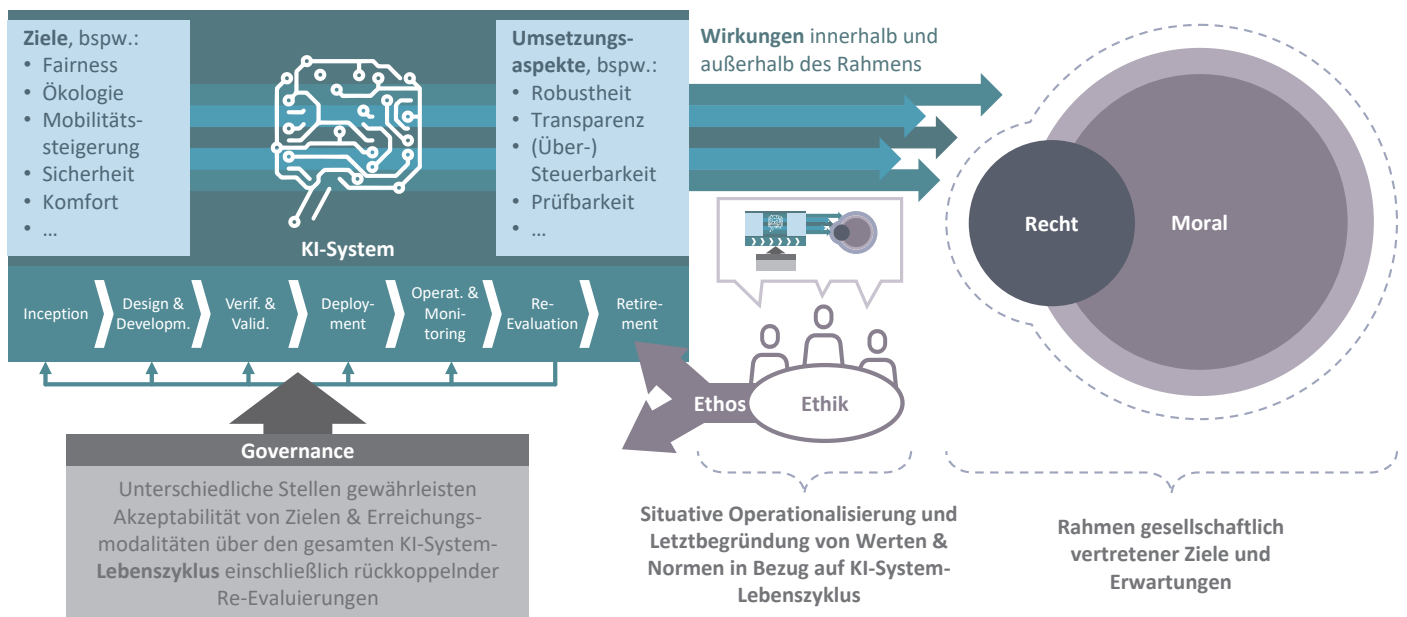 Ziele, bspw.:
• Fairness
• Ökologie
• Mobilitäts-
steigerung
• Sicherheit
• Komfort
• …
KI-System
Umsetzungs-
aspekte, bspw.:
• Robustheit
• Transparenz
• (Über-)
Steuerbarkeit
• Prüfbarkeit
• …
Wirkungen innerhalb und
außerhalb des Rahmens
Recht
Moral
Inception
Design &
Developm.
Verif. &
Valid.
Deploy-
ment
Operat. &
Moni-
toring
Re-
Evaluation
Retire-
ment
Ethos
Ethik
Governance
Unterschiedliche Stellen gewährleisten
Akzeptabilität von Zielen & Erreichungs-
modalitäten über den gesamten KI-System-
Lebenszyklus einschließlich rückkoppelnder
Re-Evaluierungen
Situative Operationalisierung und
Letztbegründung von Werten &
Normen in Bezug auf KI-System-
Lebenszyklus
Rahmen gesellschaftlich
vertretener Ziele und
Erwartungen